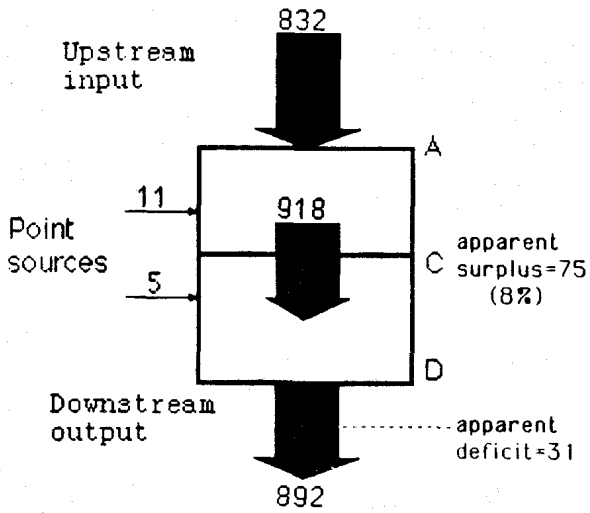 832
Upstream
input
A
11
918
Point
sources
C
apparent
surplus=75
(8%)
5
D
Downstream
output
apparent
deficit=31
892